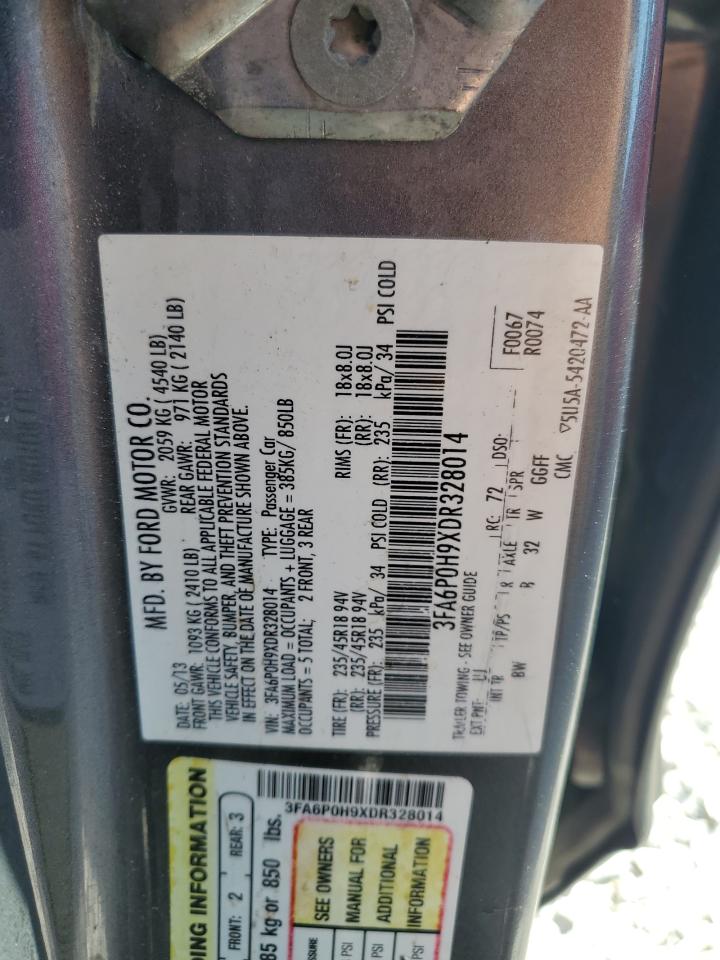 MFD. BY FORD MOTOR CO.
DATE: 05/13 GVWR: 2059 KG ( 4540 LB)
FRONT GAWR: 1093 KG ( 2410 LB) REAR GAWR: 971 KG ( 2140 LB)
THIS VEHICLE CONFORMS TO ALL APPLICABLE FEDERAL MOTOR
VEHICLE SAFETY, BUMPER, AND THEFT PREVENTION STANDARDS
IN EFFECT ON THE DATE OF MANUFACTURE SHOWN ABOVE.
VIN: 3FA6P0H9XDR328014 TYPE: Passenger Car
MAXIMUM LOAD = OCCUPANTS + LUGGAGE = 385KG/ 850LB
OCCUPANTS = 5 TOTAL; 2 FRONT, 3 REAR
TIRE (FR): 235/45R18 94V RIMS (FR): 18x8.0J
(RR): 235/45R18 94V (RR): 18x8.0J
PRESSURE (FR): 235 kPa/ 34 PSI COLD (RR): 235 kPa/ 34 PSI COLD
3FA6P0H9XDR328014
TRAILER TOWING - SEE OWNER GUIDE
EXT PNT: UJ RC: 72 DSO:
INT TR TP/PS R AXLE TR SPR
BW B 32 W GGFF
F0067
R0074
CMC ▽5U5A-5420472-AA
3FA6P0H9XDR328014
DING INFORMATION
FRONT: 2 REAR: 3
85 kg or 850 lbs.
SSURE
SEE OWNERS
MANUAL FOR
ADDITIONAL
INFORMATION
PSI
PSI
PSI